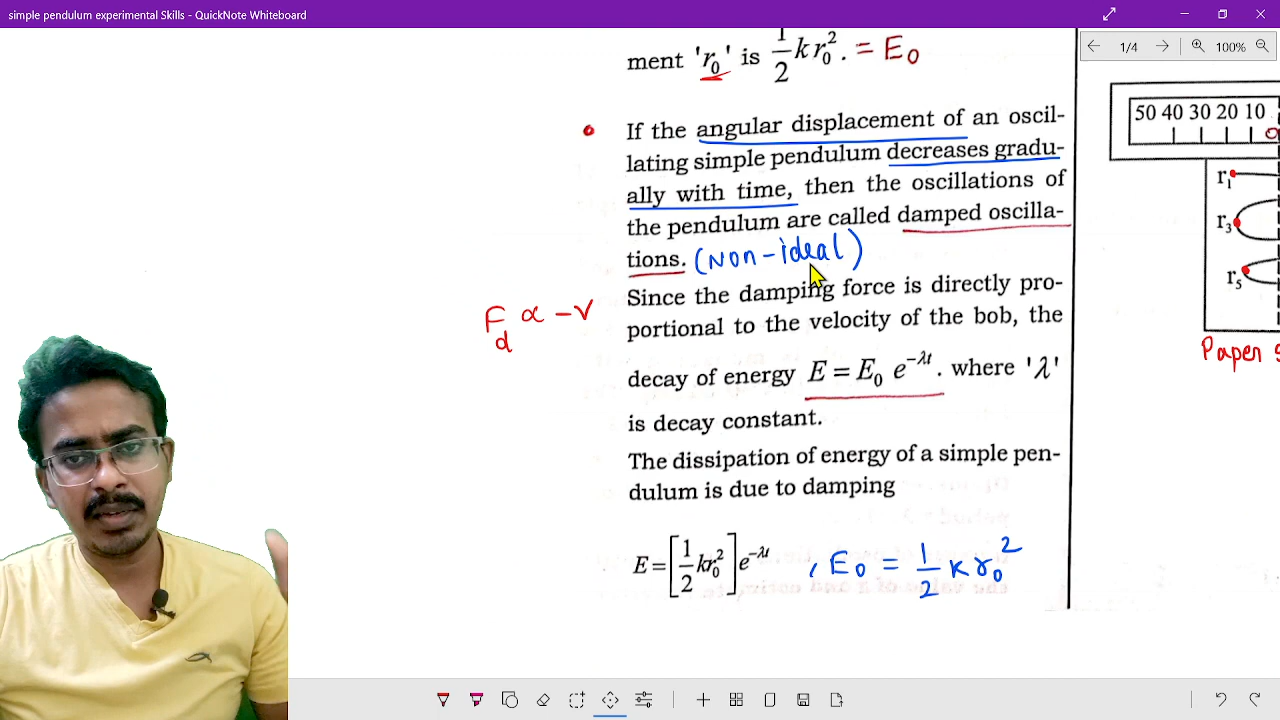 simple pendulum experimental Skills - QuickNote Whiteboard
1/4
100%
ment 'r₀' is 1/2 k r₀². = E₀
If the angular displacement of an oscil-
lating simple pendulum decreases gradu-
ally with time, then the oscillations of
the pendulum are called damped oscilla-
tions. (Non-ideal)
Since the damping force is directly pro-
portional to the velocity of the bob, the
decay of energy E = E₀ e^{-λt}. where 'λ'
is decay constant.
The dissipation of energy of a simple pen-
dulum is due to damping
E = [1/2 kr₀²] e^{-λt} , E₀ = 1/2 k r₀²
F_d ∝ -v
50 40 30 20 10
r₁
r₃
r₅
Paper